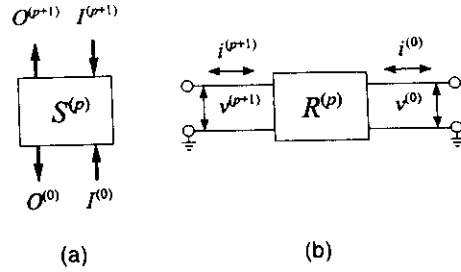 O^(p+1) I^(p+1)
S^(p)
O^(0) I^(0)
(a)
i^(p+1) i^(0)
v^(p+1) R^(p) v^(0)
(b)